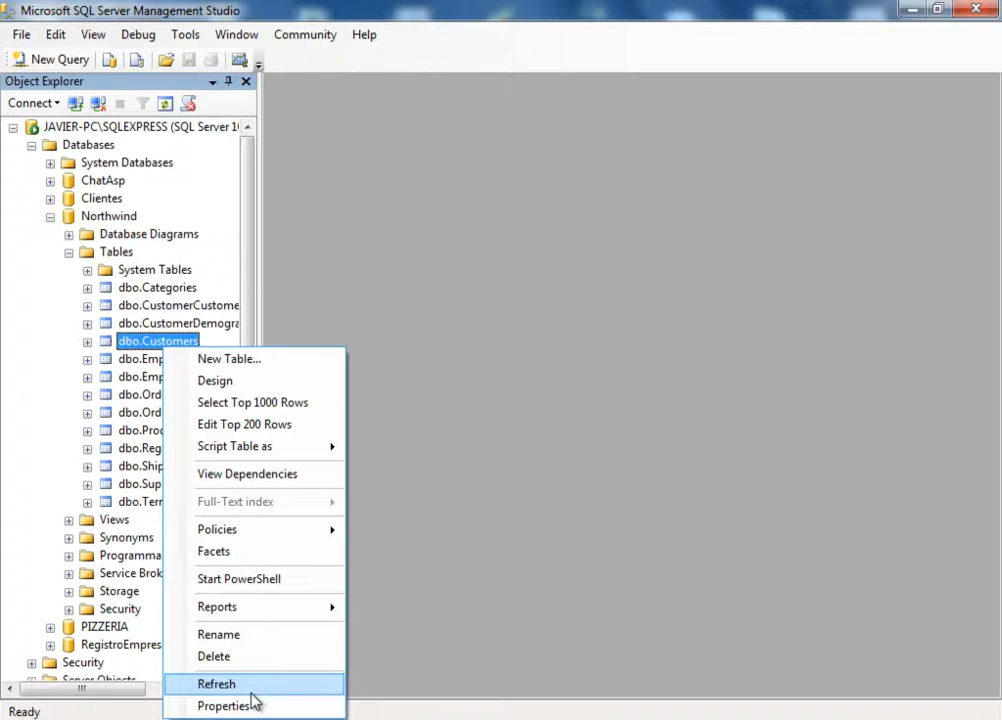 Microsoft SQL Server Management Studio
File Edit View Debug Tools Window Community Help
New Query
Object Explorer
Connect
JAVIER-PC\SQLEXPRESS (SQL Server 1
Databases
System Databases
ChatAsp
Clientes
Northwind
Database Diagrams
Tables
System Tables
dbo.Categories
dbo.CustomerCustome
dbo.CustomerDemogra
dbo.Customers
dbo.Emp
dbo.Emp
dbo.Ord
dbo.Ord
dbo.Proc
dbo.Reg
dbo.Ship
dbo.Sup
dbo.Terr
Views
Synonyms
Programma
Service Brok
Storage
Security
PIZZERIA
RegistroEmpres
Security
Server Objects
New Table...
Design
Select Top 1000 Rows
Edit Top 200 Rows
Script Table as
View Dependencies
Full-Text index
Policies
Facets
Start PowerShell
Reports
Rename
Delete
Refresh
Properties
Ready